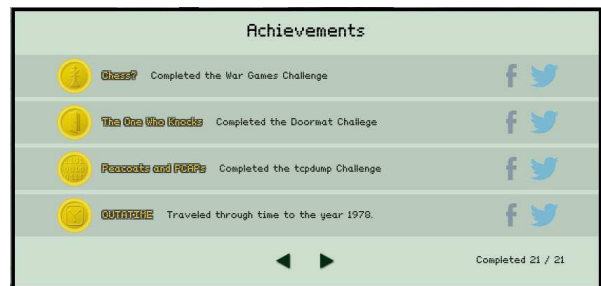 Achievements
Chess? Completed the War Games Challenge
The One Who Knocks Completed the Doormat Challege
Peacoats and PCAPs Completed the tcpdump Challenge
OUTATIME Traveled through time to the year 1978.
Completed 21 / 21